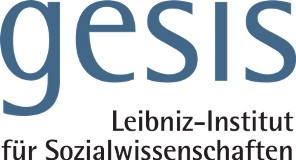 gesis
Leibniz-Institut
für Sozialwissenschaften